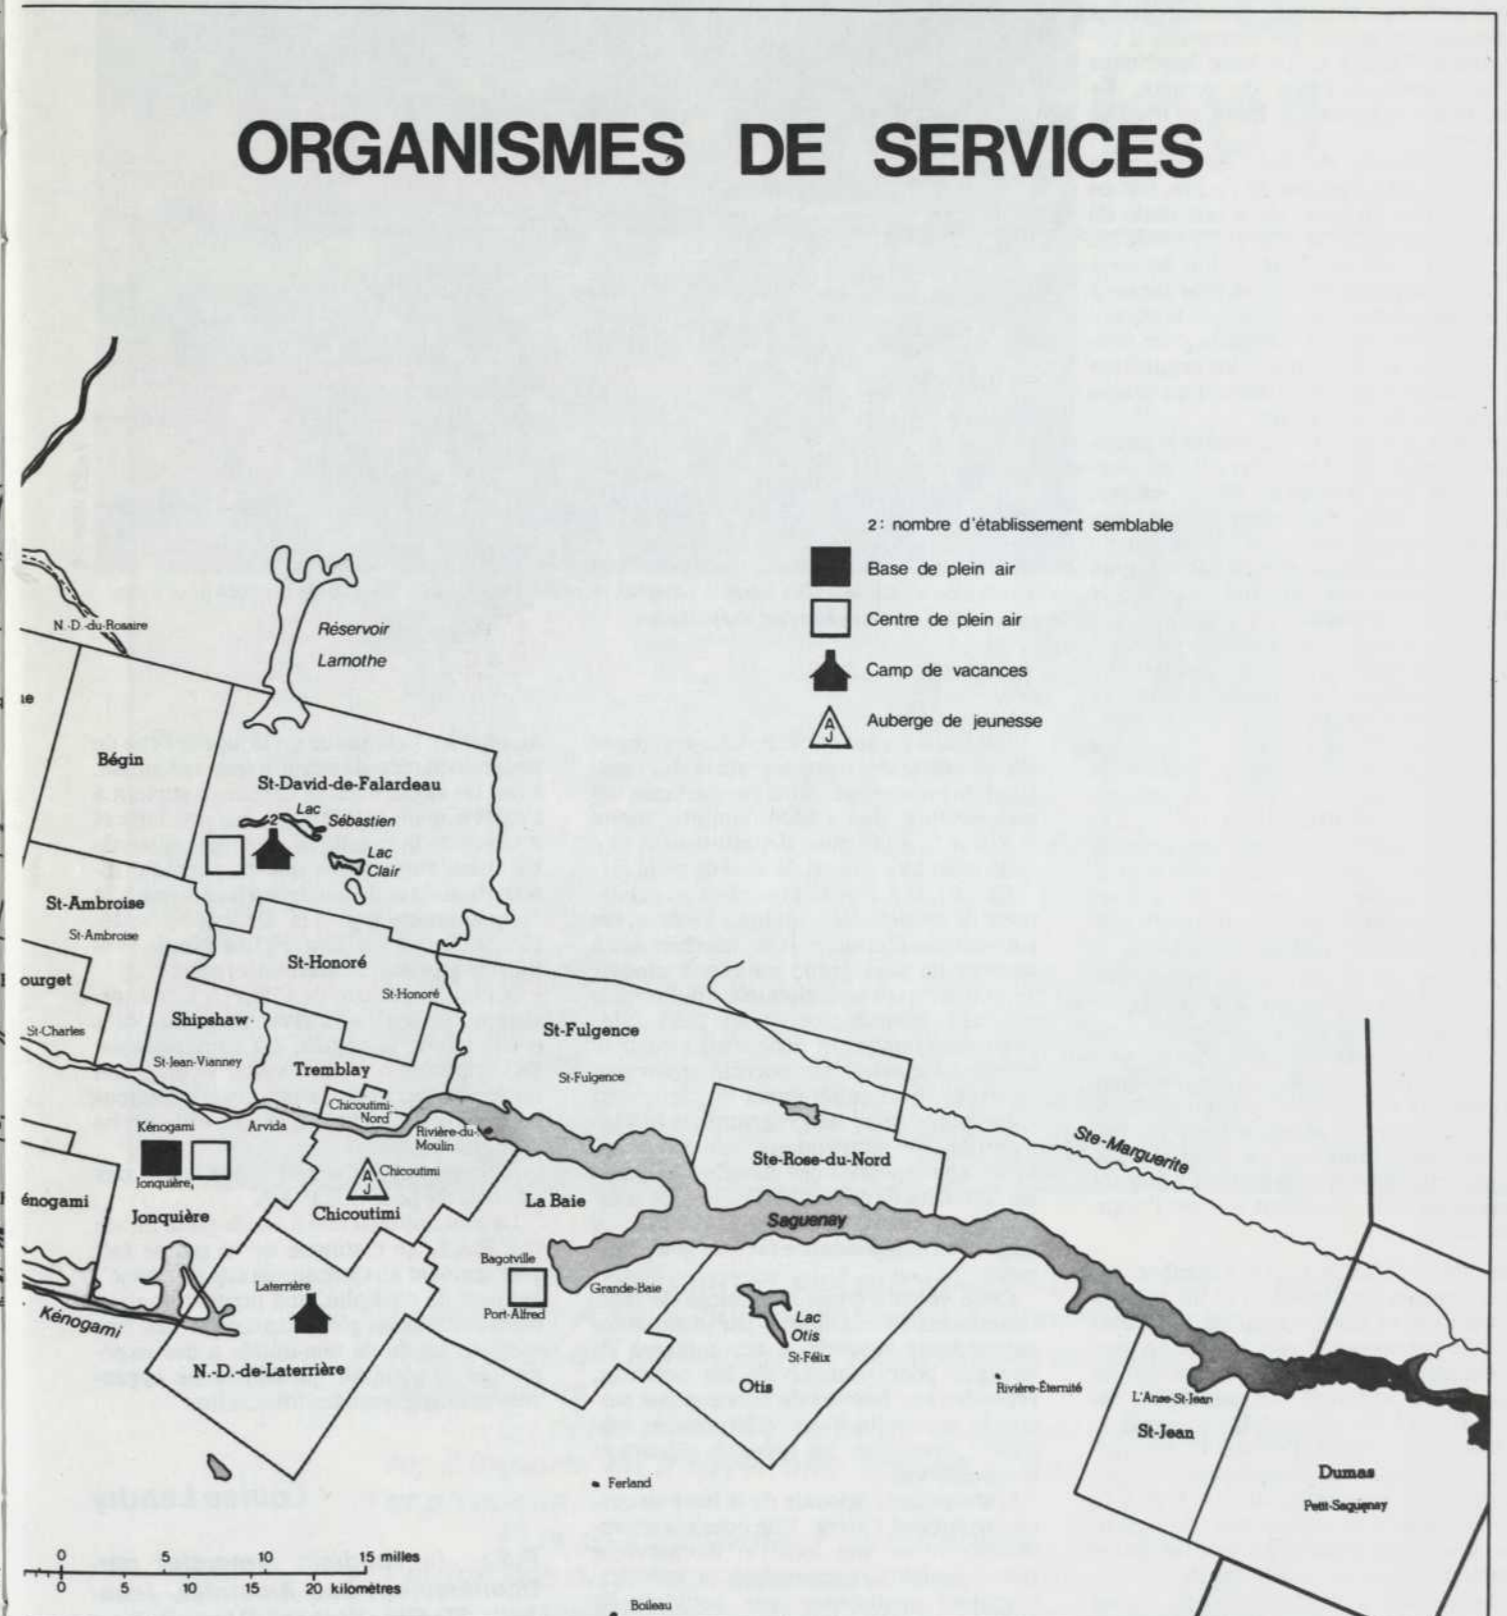 ORGANISMES DE SERVICES
2: nombre d'établissement semblable
Base de plein air
Centre de plein air
Camp de vacances
A
J
Auberge de jeunesse
N.-D.-du-Rosaire
Réservoir
Lamothe
Bégin
St-David-de-Falardeau
Lac
Sébastien
2
Lac
Clair
St-Ambroise
St-Ambroise
St-Honoré
St-Honoré
ourget
St-Charles
Shipshaw
St-Jean-Vianney
Tremblay
St-Fulgence
St-Fulgence
Chicoutimi-
Nord
Kénogami
Arvida
Rivière-du-
Moulin
Ste-Marguerite
Ste-Rose-du-Nord
A
J
Chicoutimi
Jonquière
énogami
Jonquière
Chicoutimi
La Baie
Saguenay
Bagotville
Laterrière
Grande-Baie
Port-Alfred
Kénogami
Lac
Otis
St-Félix
N.-D.-de-Laterrière
Otis
Rivière-Éternité
L'Anse-St-Jean
St-Jean
Dumas
Petit-Saguenay
Ferland
0 5 10 15 milles
0 5 10 15 20 kilomètres
Boileau